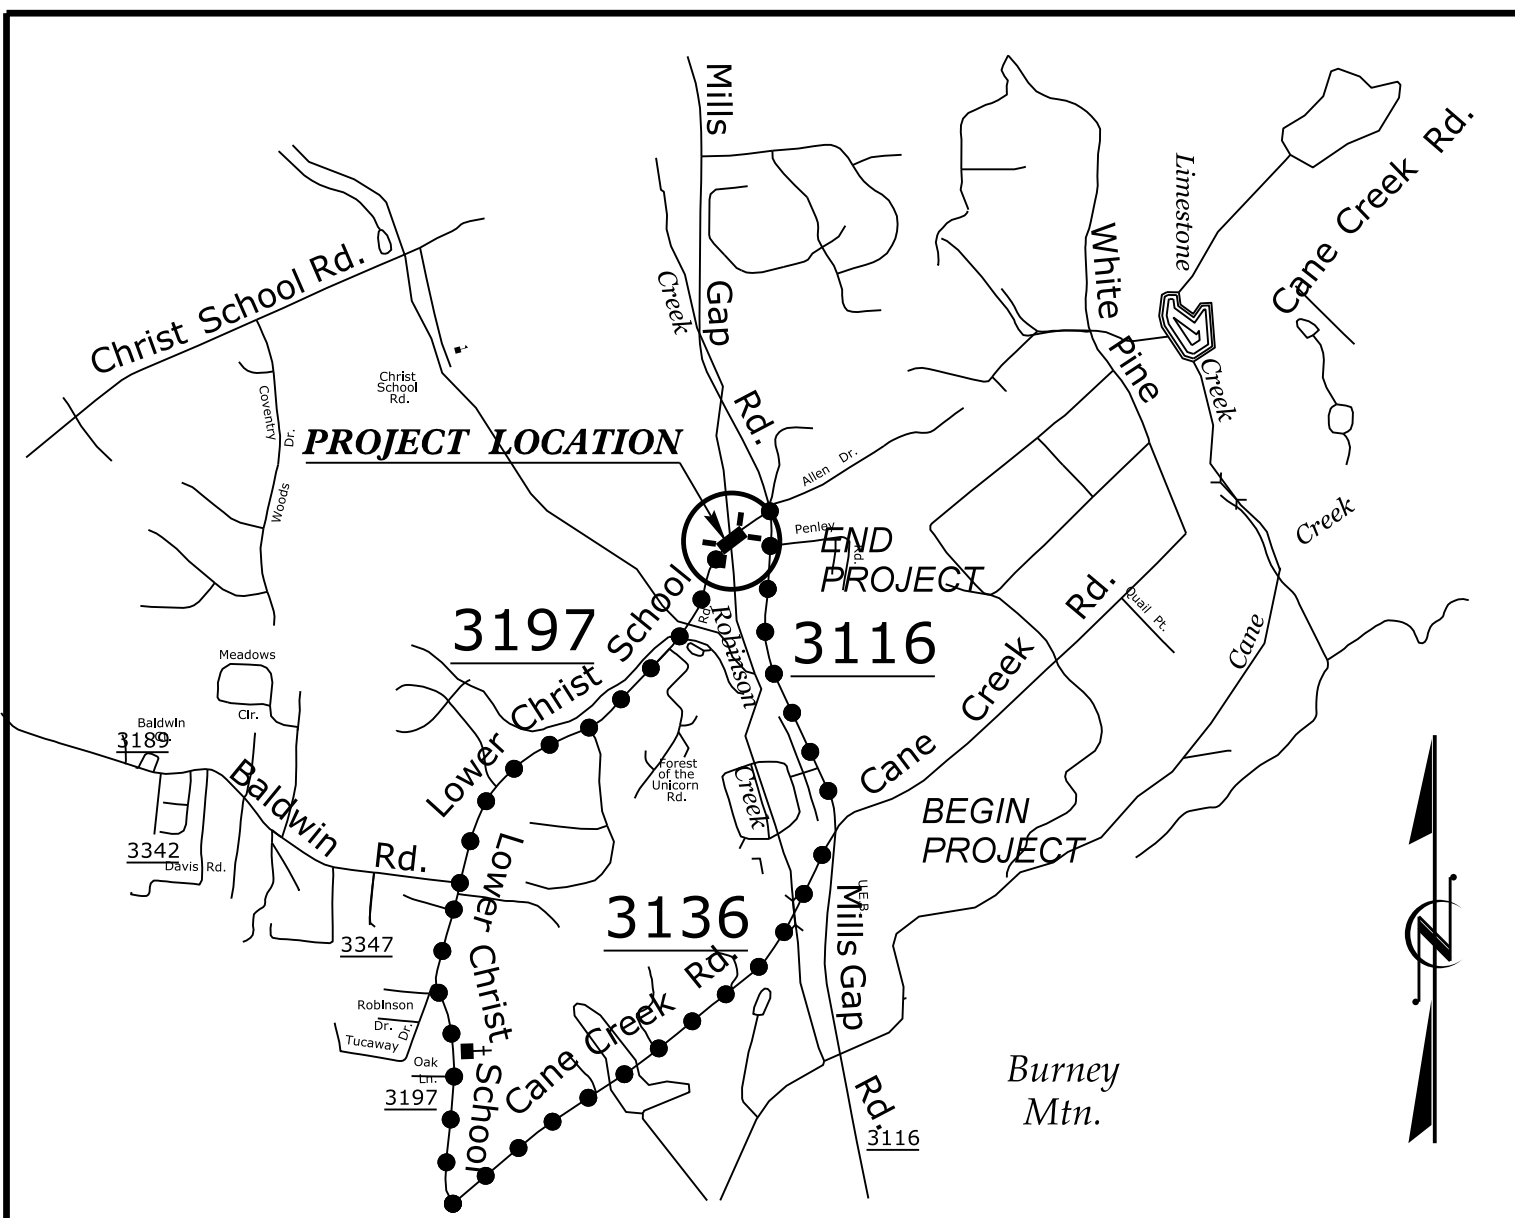 Mills
Gap
Rd.
Creek
Christ School Rd.
Christ
School
Rd.
Coventry
Woods
Dr.
PROJECT LOCATION
White
Pine
Limestone
Creek
Cane Creek Rd.
Creek
Cane
Allen Dr.
Penley
Rd.
END
PROJECT
Quail Pt.
3197
3116
Rd.
Robinson
Creek
Lower Christ School
Cane Creek Rd.
Meadows
Cir.
Baldwin
3189
Baldwin Rd.
3342
Davis Rd.
3347
Forest
of the
Unicorn
Rd.
BEGIN
PROJECT
U.E.B.
3136
Mills Gap
Rd.
3116
Lower Christ School
Cane Creek Rd.
Robinson
Dr.
Tucaway Dr.
Oak
Ln.
3197
Burney
Mtn.
N